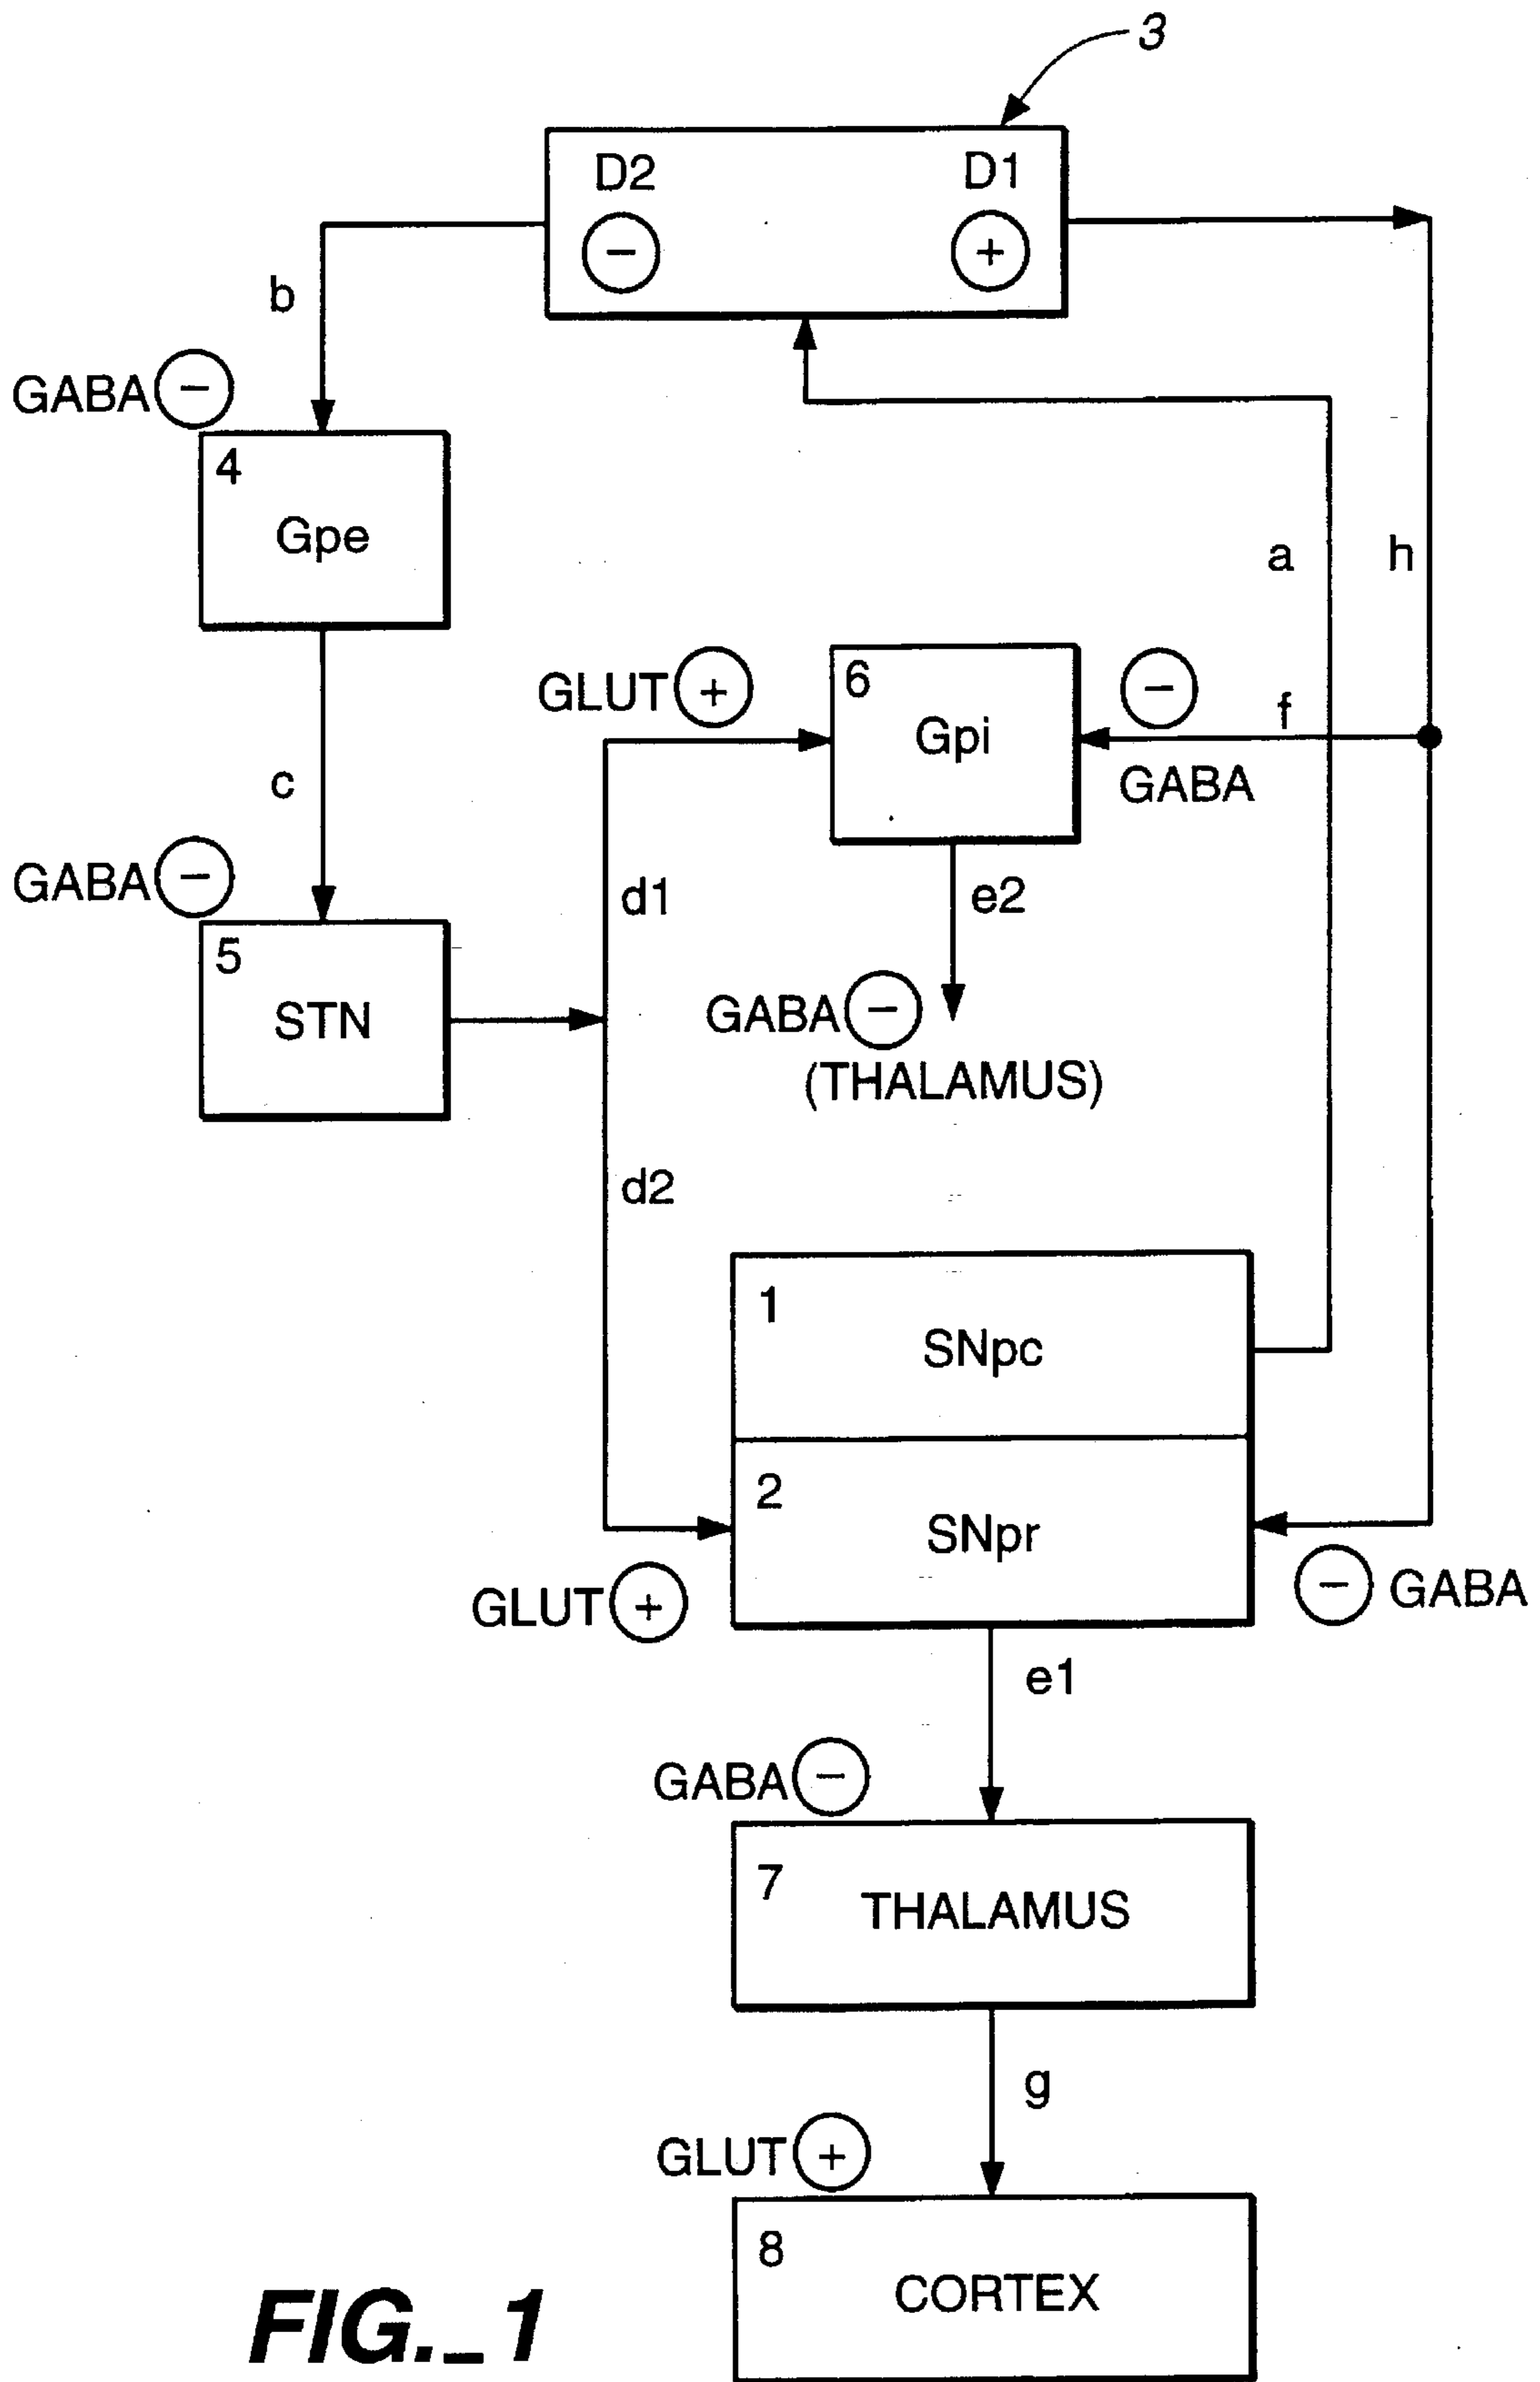 3
D2
D1
−
+
b
GABA −
4
Gpe
a
h
GLUT +
6
Gpi
−
f
GABA
c
GABA −
d1
e2
5
STN
GABA −
(THALAMUS)
d2
1
SNpc
2
SNpr
GLUT +
− GABA
e1
GABA −
7
THALAMUS
g
GLUT +
8
CORTEX
FIG._1